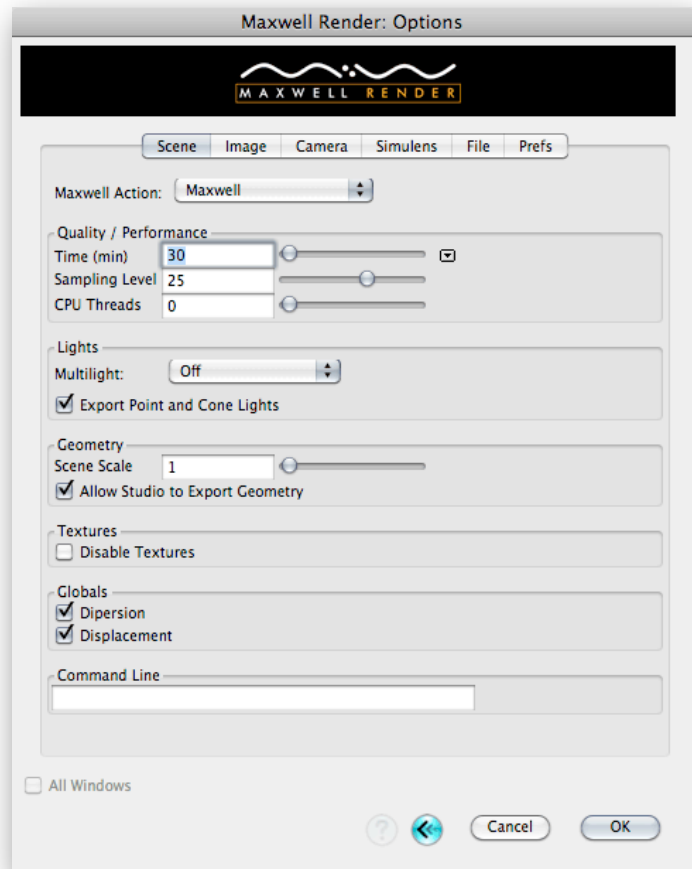 Maxwell Render: Options
MAXWELL RENDER
Scene Image Camera Simulens File Prefs
Maxwell Action: Maxwell
Quality / Performance
Time (min) 30
Sampling Level 25
CPU Threads 0
Lights
Multilight: Off
Export Point and Cone Lights
Geometry
Scene Scale 1
Allow Studio to Export Geometry
Textures
Disable Textures
Globals
Dipersion
Displacement
Command Line
All Windows
? Cancel OK